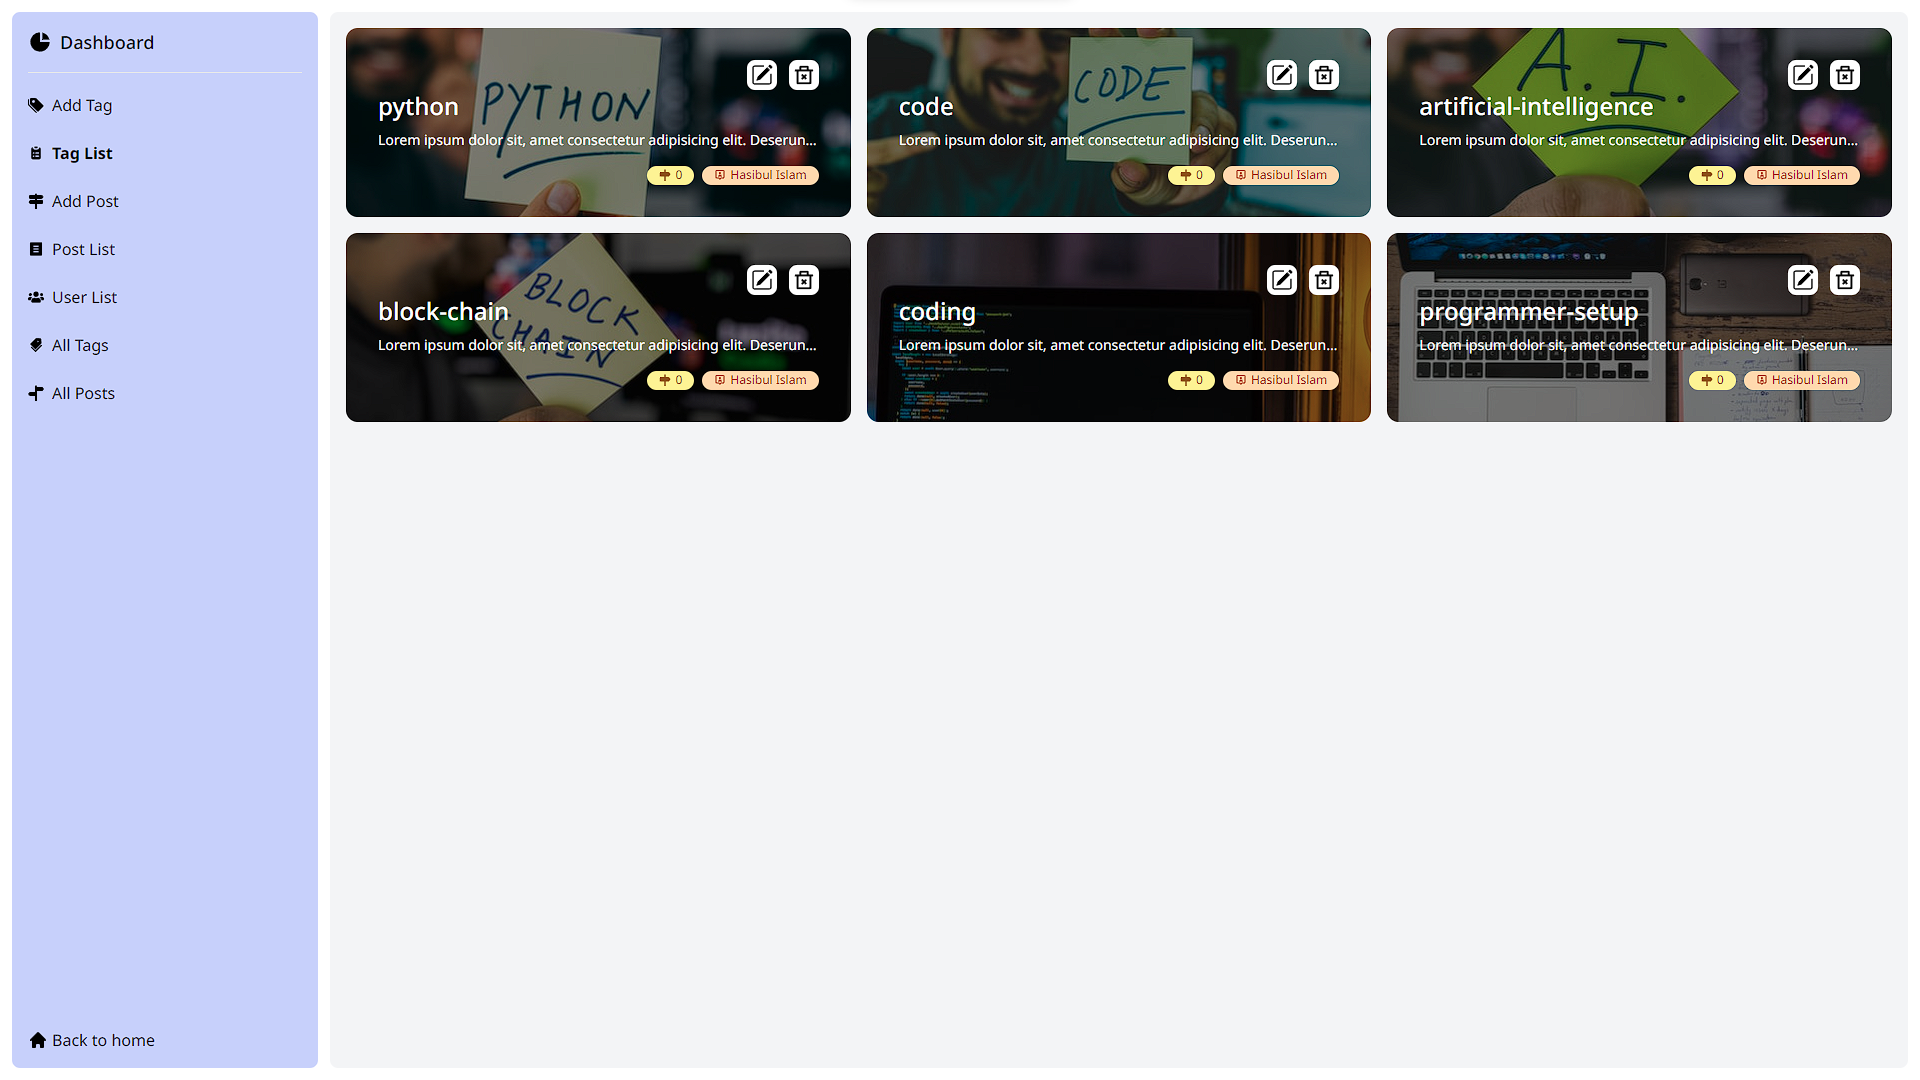 Dashboard
Add Tag
Tag List
Add Post
Post List
User List
All Tags
All Posts
Back to home
PYTHON
python
Lorem ipsum dolor sit, amet consectetur adipisicing elit. Deserun...
0 Hasibul Islam
CODE
code
Lorem ipsum dolor sit, amet consectetur adipisicing elit. Deserun...
0 Hasibul Islam
A.I.
artificial-intelligence
Lorem ipsum dolor sit, amet consectetur adipisicing elit. Deserun...
0 Hasibul Islam
BLOCK
CHAIN
block-chain
Lorem ipsum dolor sit, amet consectetur adipisicing elit. Deserun...
0 Hasibul Islam
coding
Lorem ipsum dolor sit, amet consectetur adipisicing elit. Deserun...
0 Hasibul Islam
programmer-setup
Lorem ipsum dolor sit, amet consectetur adipisicing elit. Deserun...
0 Hasibul Islam